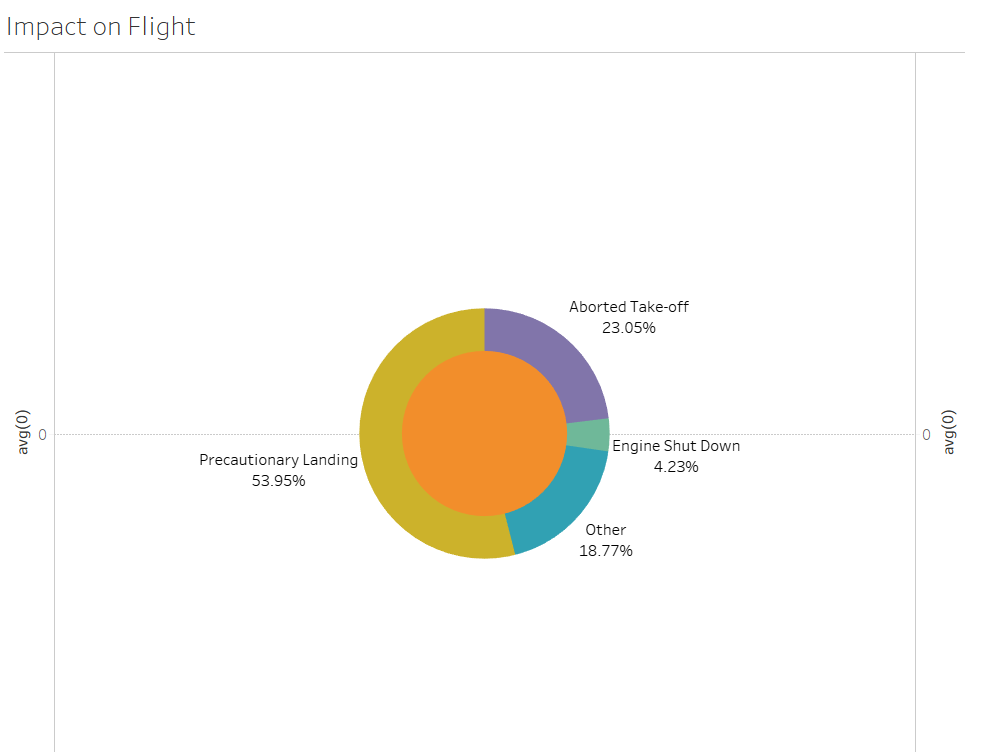 Impact on Flight
Aborted Take-off
23.05%
avg(0)
0
0
avg(0)
Engine Shut Down
4.23%
Precautionary Landing
53.95%
Other
18.77%